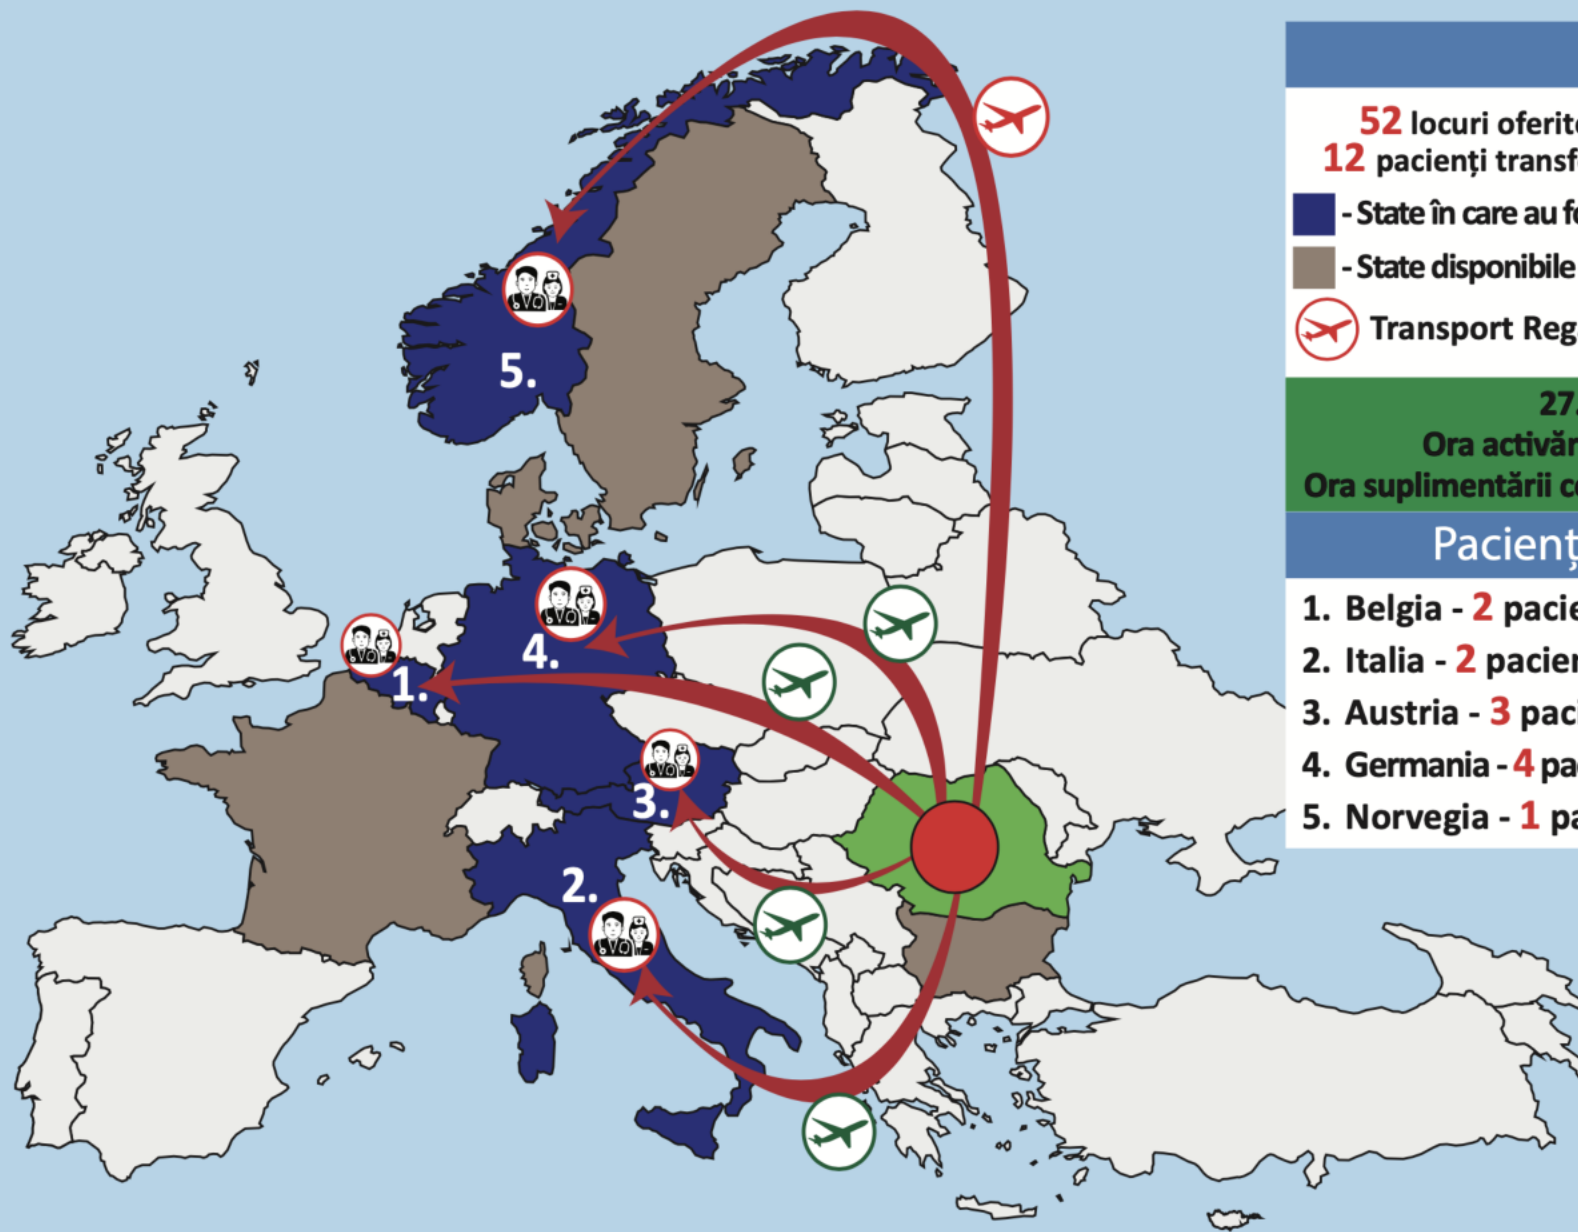 52 locuri oferite
12 pacienți transf
- State în care au f
- State disponibile
Transport Reg
27.
Ora activăr
Ora suplimentării c
Pacienț
1. Belgia - 2 pacie
2. Italia - 2 pacien
3. Austria - 3 paci
4. Germania - 4 pa
5. Norvegia - 1 pa
5.
4.
1.
3.
2.